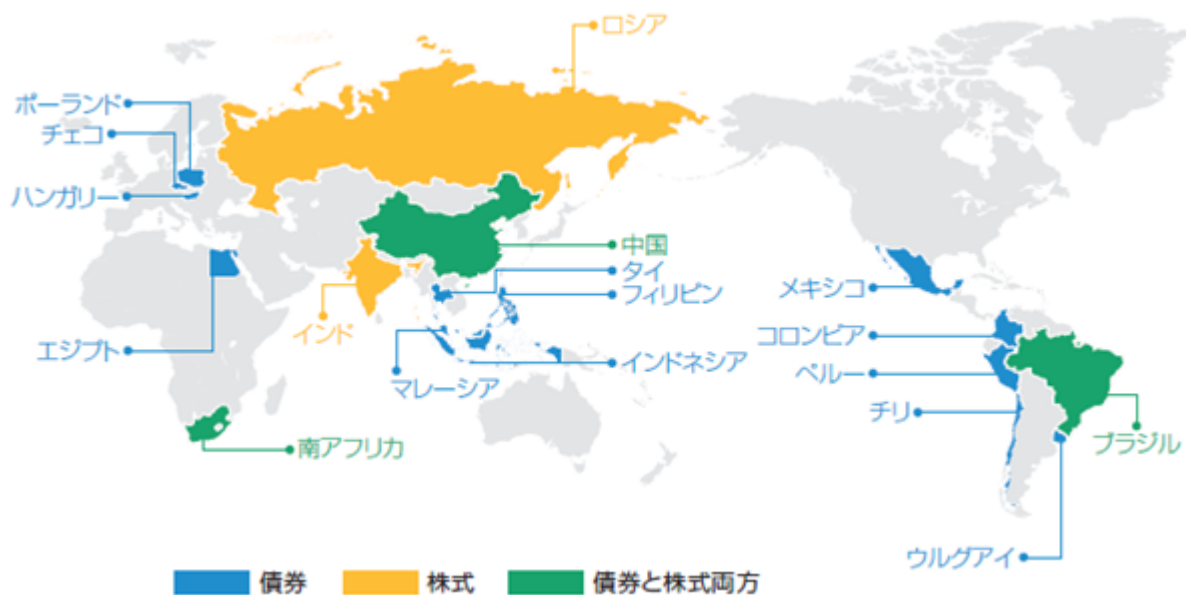 ロシア
ポーランド
チェコ
ハンガリー
中国
タイ
フィリピン
メキシコ
インド
コロンビア
エジプト
インドネシア
マレーシア
ペルー
チリ
南アフリカ
ブラジル
ウルグアイ
債券 株式 債券と株式両方